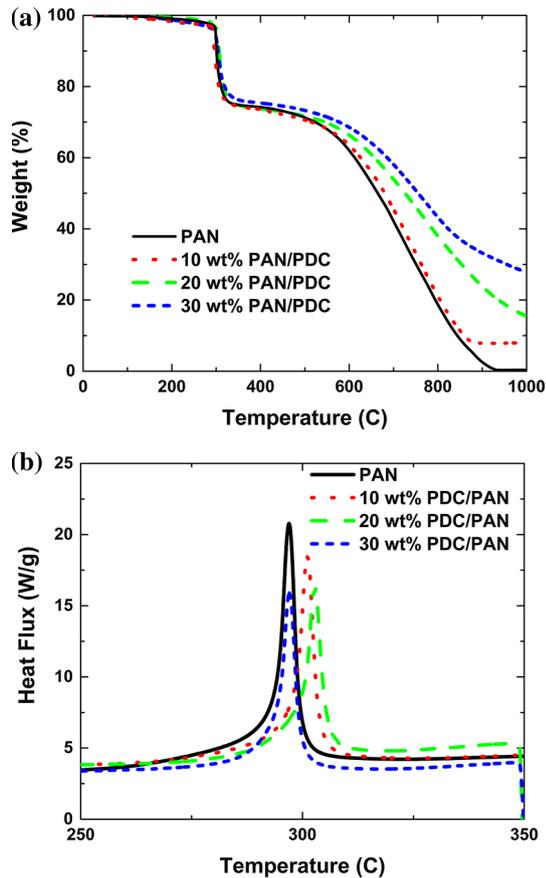 (a)
100
80
60
40
20
0
Weight (%)
PAN
10 wt% PAN/PDC
20 wt% PAN/PDC
30 wt% PAN/PDC
0 200 400 600 800 1000
Temperature (C)
(b)
25
20
15
10
5
0
Heat Flux (W/g)
PAN
10 wt% PDC/PAN
20 wt% PDC/PAN
30 wt% PDC/PAN
250 300 350
Temperature (C)